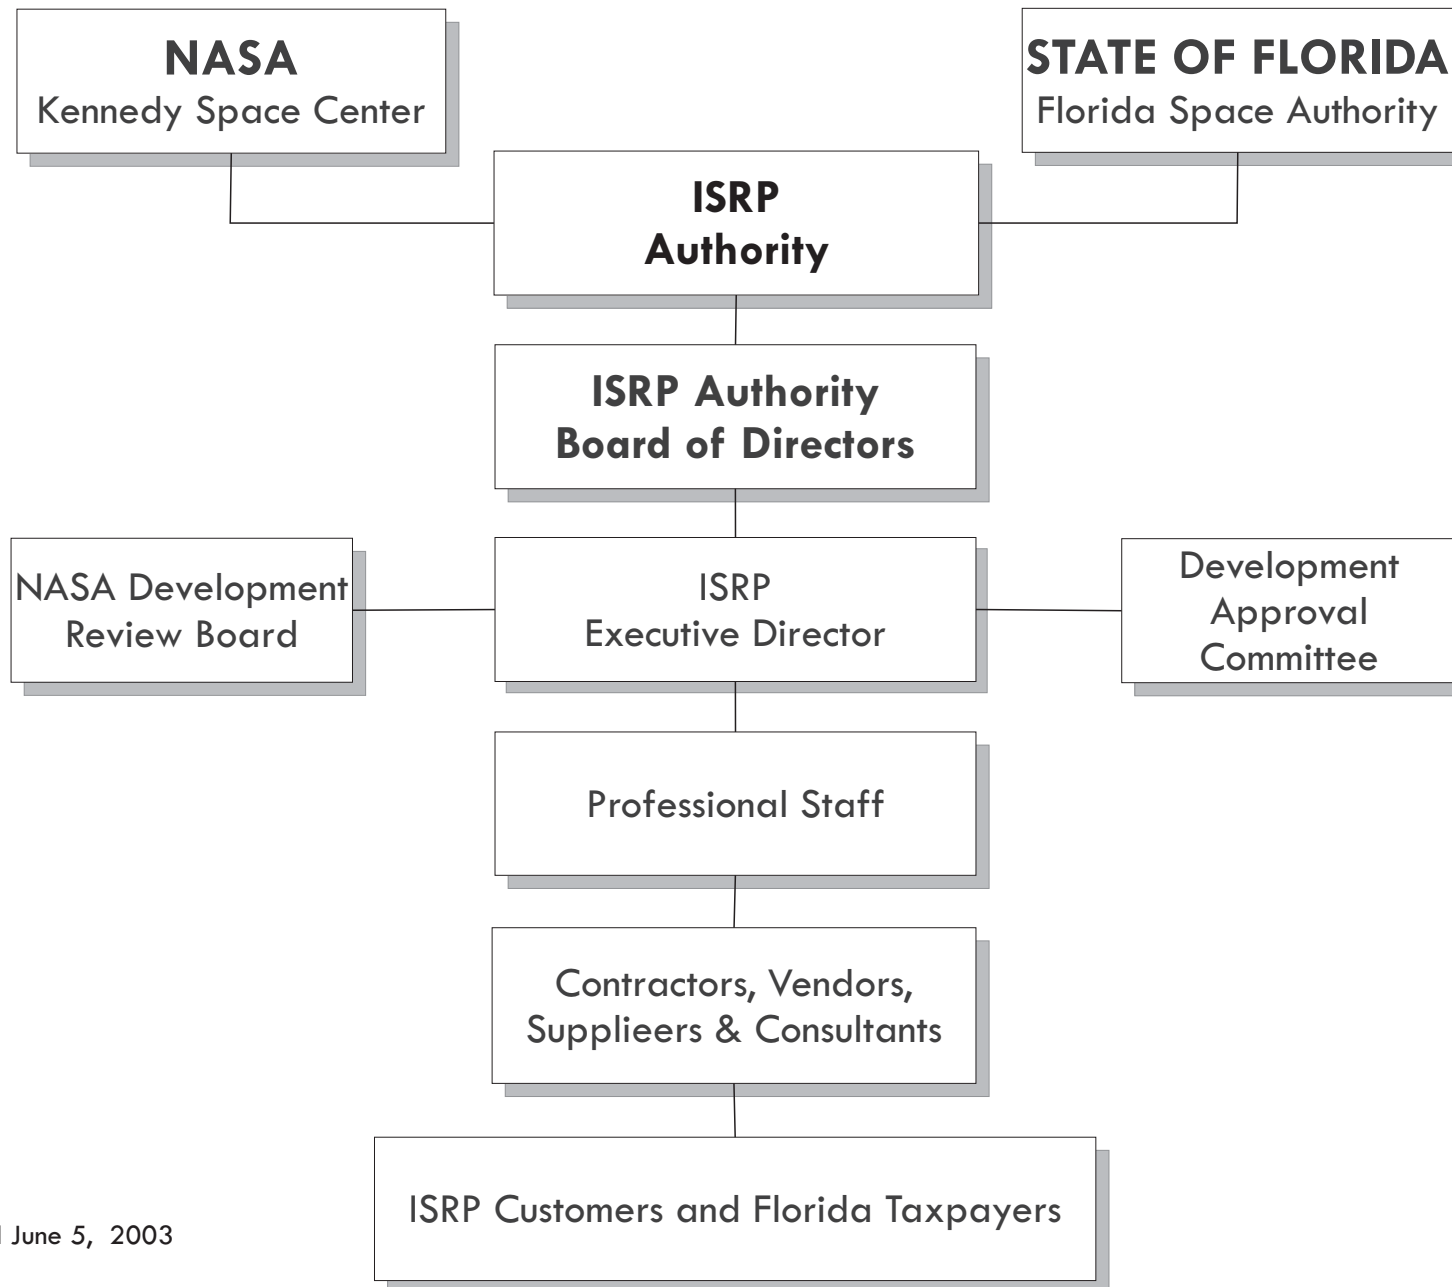 NASA
Kennedy Space Center
STATE OF FLORIDA
Florida Space Authority
ISRP
Authority
ISRP Authority
Board of Directors
NASA Development
Review Board
ISRP
Executive Director
Development
Approval
Committee
Professional Staff
Contractors, Vendors,
Supplieers & Consultants
ISRP Customers and Florida Taxpayers
June 5, 2003